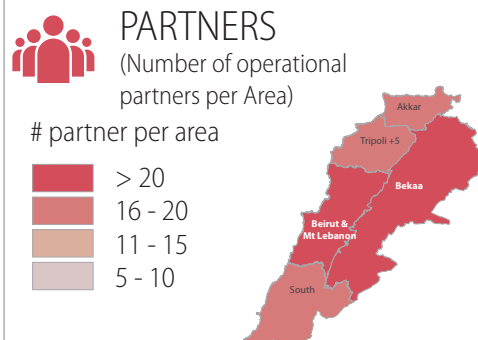 PARTNERS
(Number of operational
partners per Area)
# partner per area
> 20
16 - 20
11 - 15
5 - 10
Akkar
Tripoli +5
Bekaa
Beirut &
Mt Lebanon
South